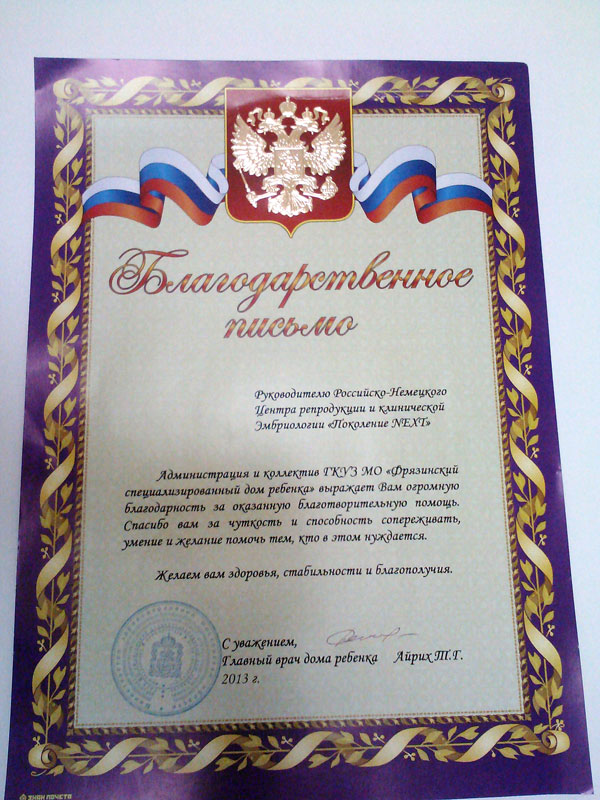 Благодарственное
письмо
Руководителю Российско-Немецкого
Центра репродукции и клинической
Эмбриологии «Поколение NEXT»
Администрация и коллектив ГКУЗ МО «Фрязинский
специализированный дом ребенка» выражает Вам огромную
благодарность за оказанную благотворительную помощь.
Спасибо вам за чуткость и способность сопереживать,
умение и желание помочь тем, кто в этом нуждается.
Желаем вам здоровья, стабильности и благополучия.
С уважением,
Главный врач дома ребенка Айрих Т.Г.
2013 г.
ЗНАК ПОЧЕТА